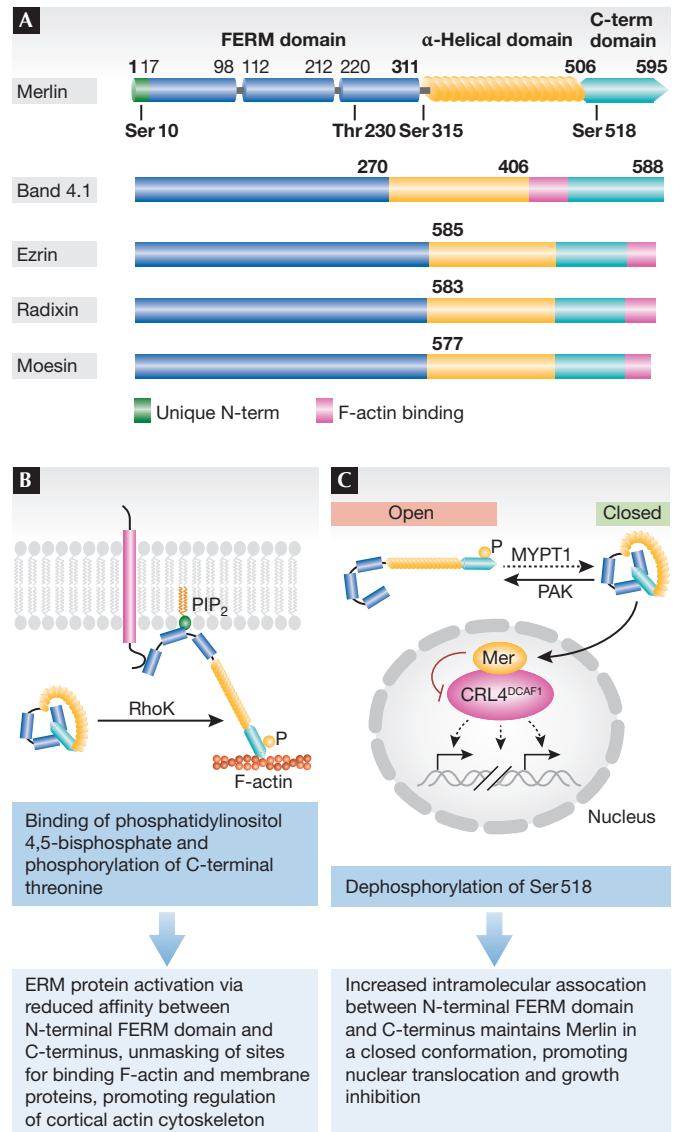 A
FERM domain
α-Helical domain
C-term
domain
1 17 98 112 212 220 311 506 595
Merlin
Ser 10 Thr 230 Ser 315 Ser 518
270 406 588
Band 4.1
585
Ezrin
583
Radixin
577
Moesin
Unique N-term F-actin binding
B
PIP2
RhoK
P
F-actin
Binding of phosphatidylinositol
4,5-bisphosphate and
phosphorylation of C-terminal
threonine
ERM protein activation via
reduced affinity between
N-terminal FERM domain and
C-terminus, unmasking of sites
for binding F-actin and membrane
proteins, promoting regulation
of cortical actin cytoskeleton
C
Open Closed
P
MYPT1
PAK
Mer
CRL4DCAF1
Nucleus
Dephosphorylation of Ser 518
Increased intramolecular assocation
between N-terminal FERM domain
and C-terminus maintains Merlin in
a closed conformation, promoting
nuclear translocation and growth
inhibition